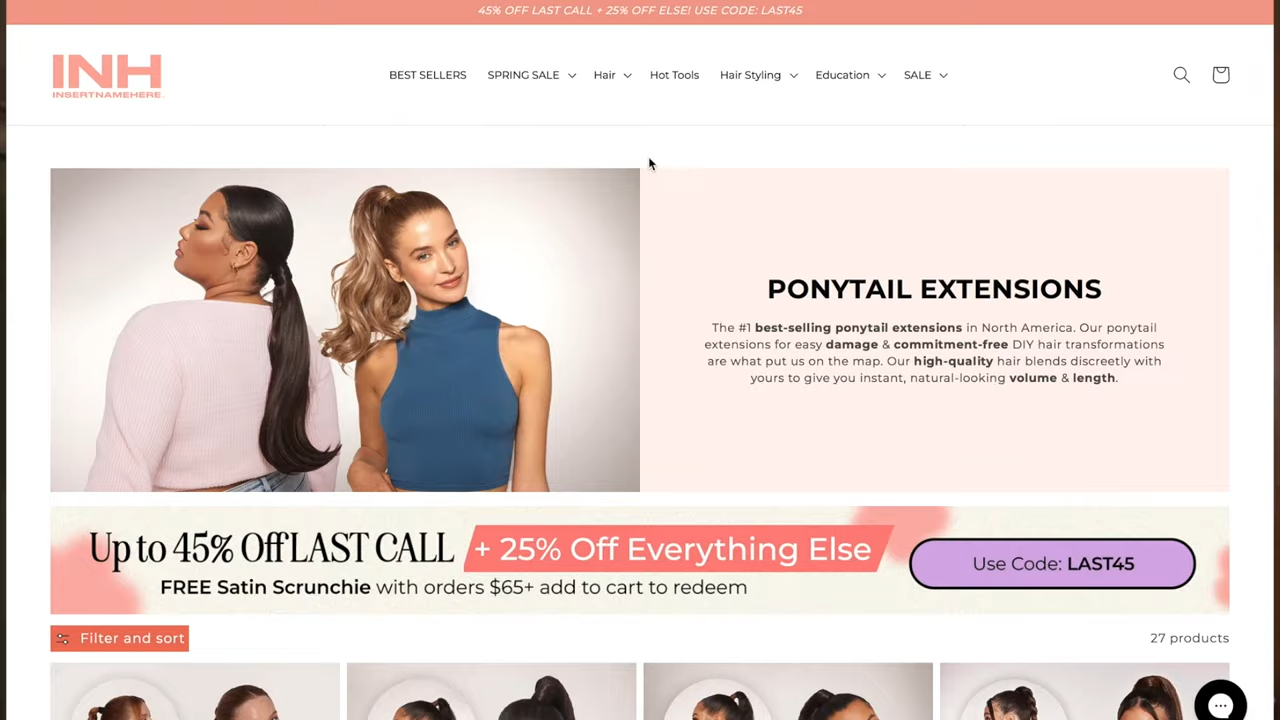 45% OFF LAST CALL + 25% OFF ELSE! USE CODE: LAST45
INH
INSERTNAMEHERE.
BEST SELLERS SPRING SALE Hair Hot Tools Hair Styling Education SALE
PONYTAIL EXTENSIONS
The #1 best-selling ponytail extensions in North America. Our ponytail
extensions for easy damage & commitment-free DIY hair transformations
are what put us on the map. Our high-quality hair blends discreetly with
yours to give you instant, natural-looking volume & length.
Up to 45% Off LAST CALL + 25% Off Everything Else
FREE Satin Scrunchie with orders $65+ add to cart to redeem
Use Code: LAST45
Filter and sort
27 products